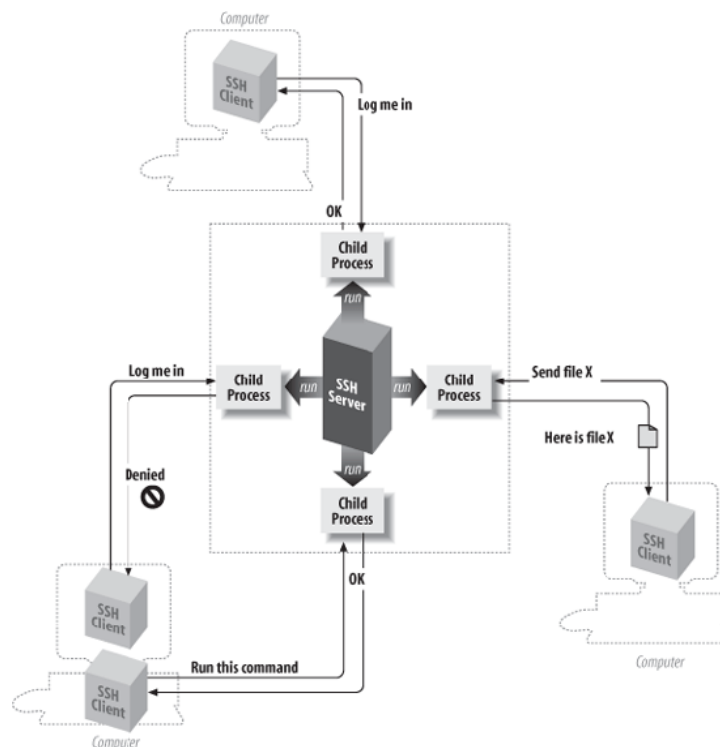 Computer
SSH
Client
Log me in
OK
Child
Process
run
Log me in
Child
Process
run
SSH
Server
run
Child
Process
Send file X
Here is file X
Denied
run
Child
Process
OK
SSH
Client
SSH
Client
Run this command
SSH
Client
Computer
Computer